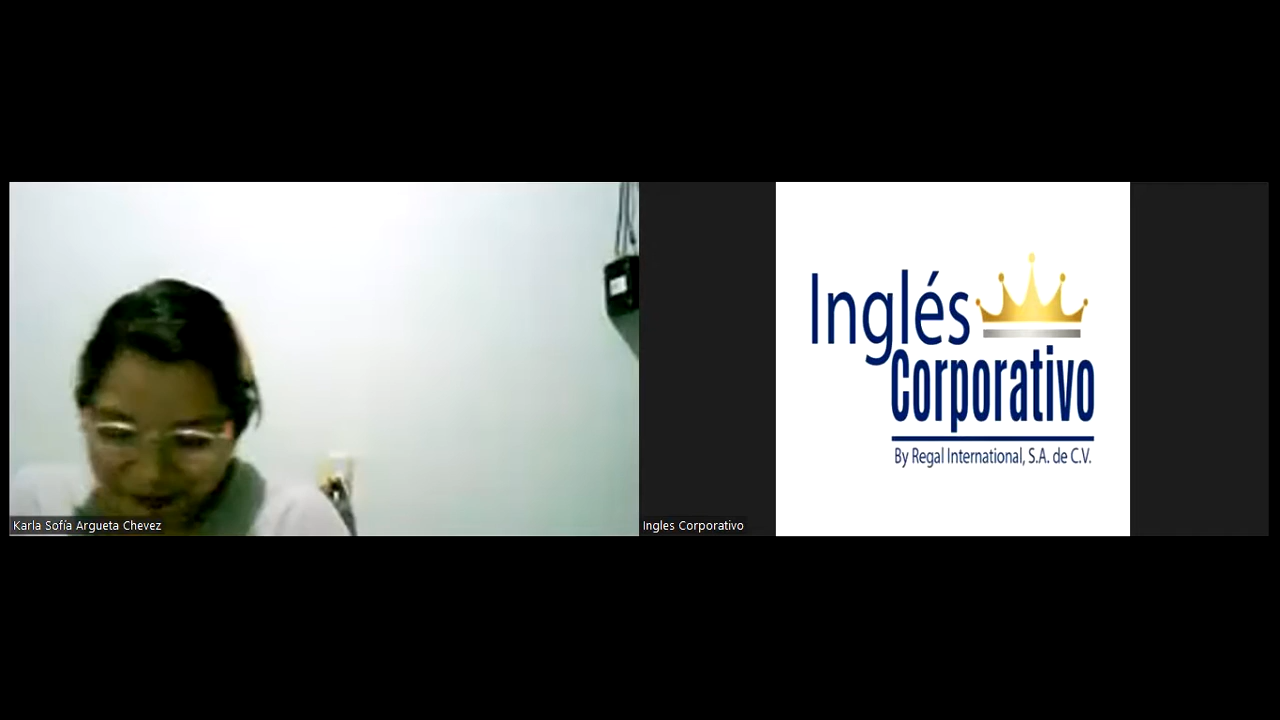 Inglés
Corporativo
By Regal International, S.A. de C.V.
Karla Sofía Argueta Chevez
Ingles Corporativo